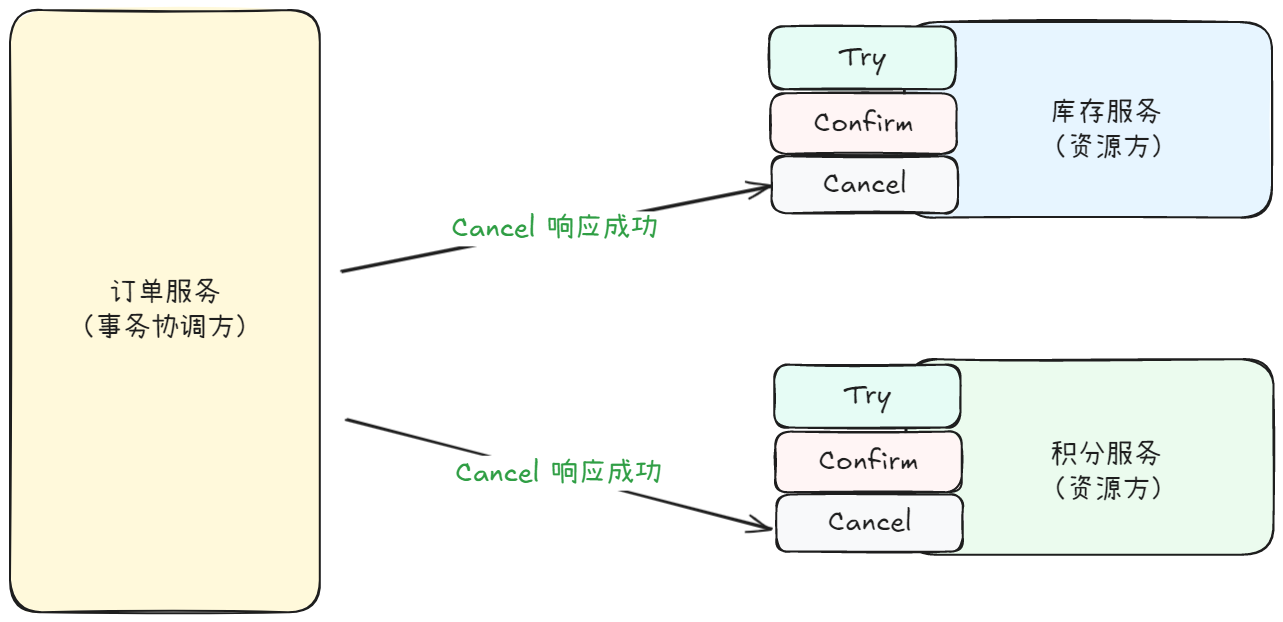 订单服务
（事务协调方）
Cancel 响应成功
Try
Confirm
Cancel
库存服务
（资源方）
Cancel 响应成功
Try
Confirm
Cancel
积分服务
（资源方）